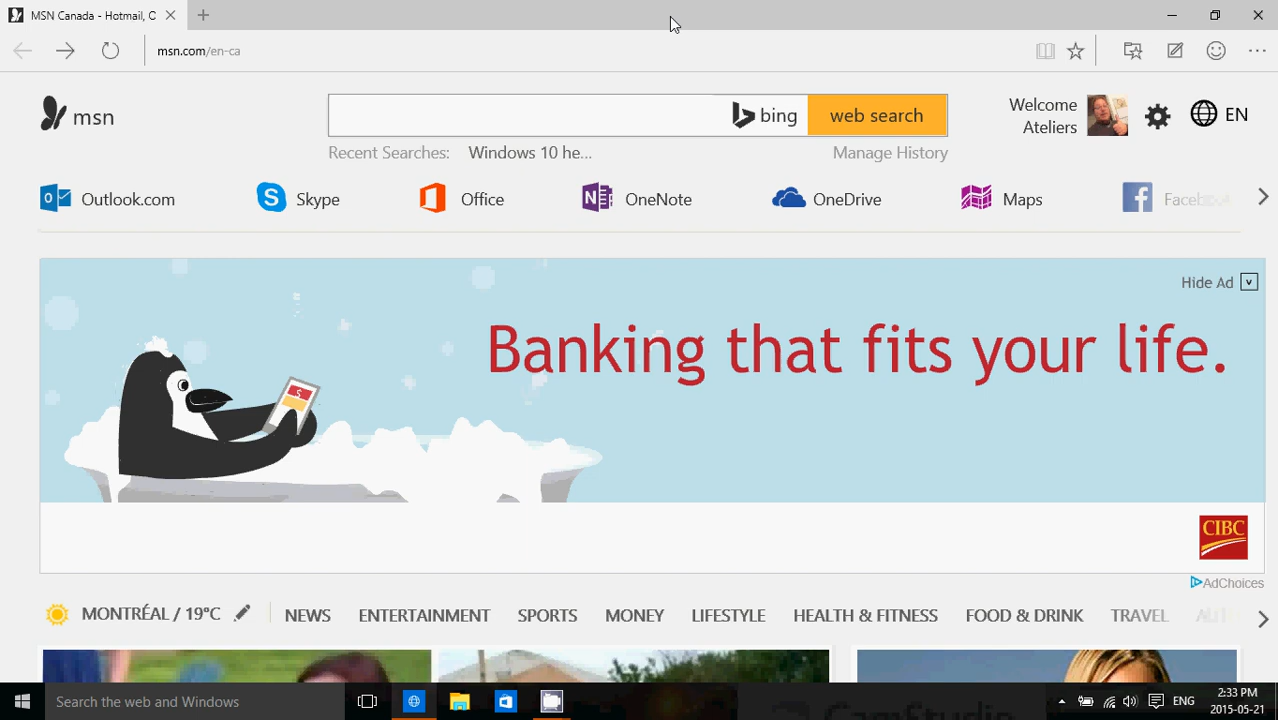 MSN Canada - Hotmail, O
msn.com/en-ca
msn
bing
web search
Welcome
Ateliers
EN
Recent Searches: Windows 10 he...
Manage History
Outlook.com
Skype
Office
OneNote
OneDrive
Maps
Facebook
Hide Ad
Banking that fits your life.
$
CIBC
AdChoices
MONTRÉAL / 19°C
NEWS
ENTERTAINMENT
SPORTS
MONEY
LIFESTYLE
HEALTH & FITNESS
FOOD & DRINK
TRAVEL
Search the web and Windows
CamStudio
ENG
2:33 PM
2015-05-21